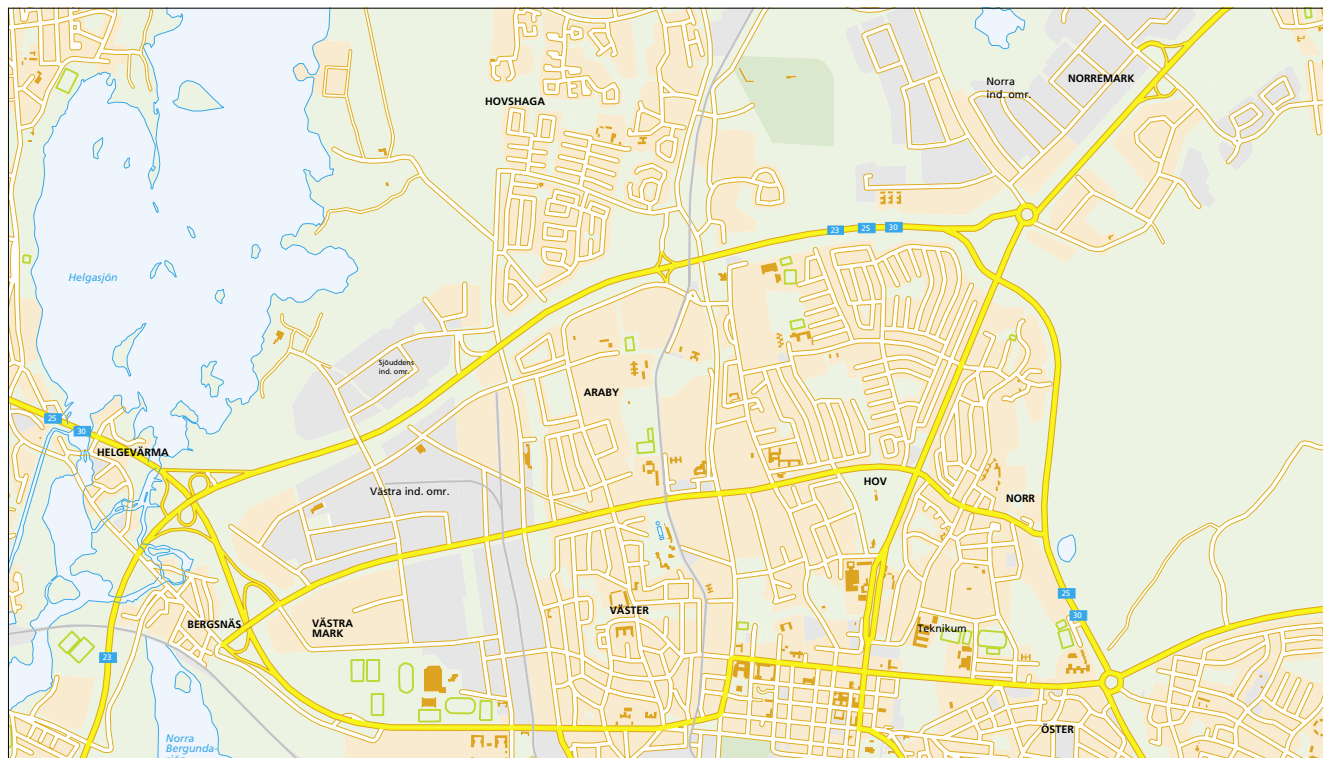 NORREMARK
Norra
ind. omr.
HOVSHAGA
23
25
30
Helgasjön
Sjöuddens
ind. omr.
ARABY
25
30
HELGEVÄRMA
HOV
Västra ind. omr.
NORR
25
VÄSTER
30
BERGSNÄS
VÄSTRA
MARK
Teknikum
23
ÖSTER
Norra
Bergunda-
sjön